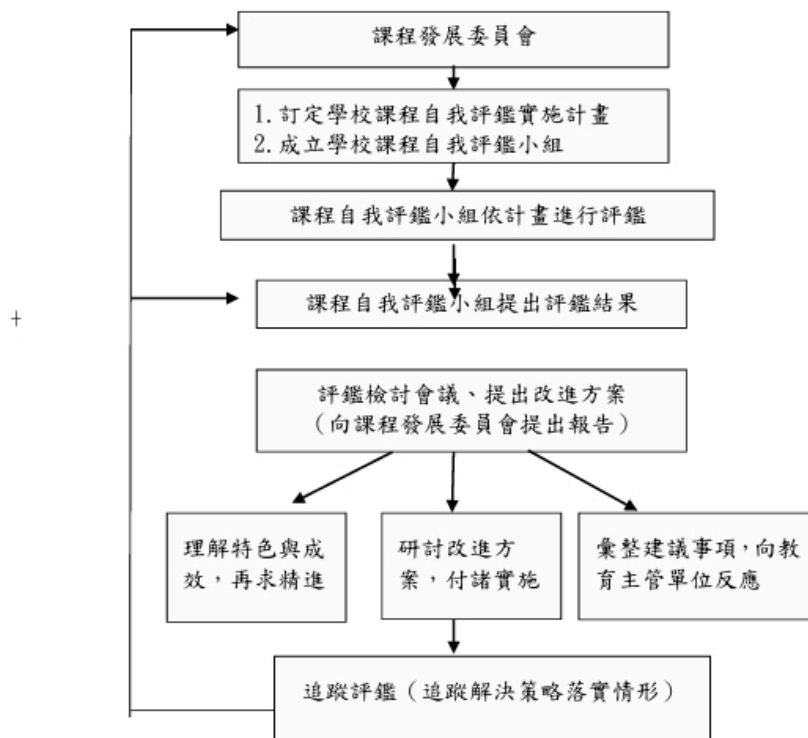 課程發展委員會
1.訂定學校課程自我評鑑實施計畫
2.成立學校課程自我評鑑小組
課程自我評鑑小組依計畫進行評鑑
課程自我評鑑小組提出評鑑結果
+
評鑑檢討會議、提出改進方案
（向課程發展委員會提出報告）
理解特色與成
效，再求精進
研討改進方
案，付諸實施
彙整建議事項，向教
育主管單位反應
追蹤評鑑（追蹤解決策略落實情形）